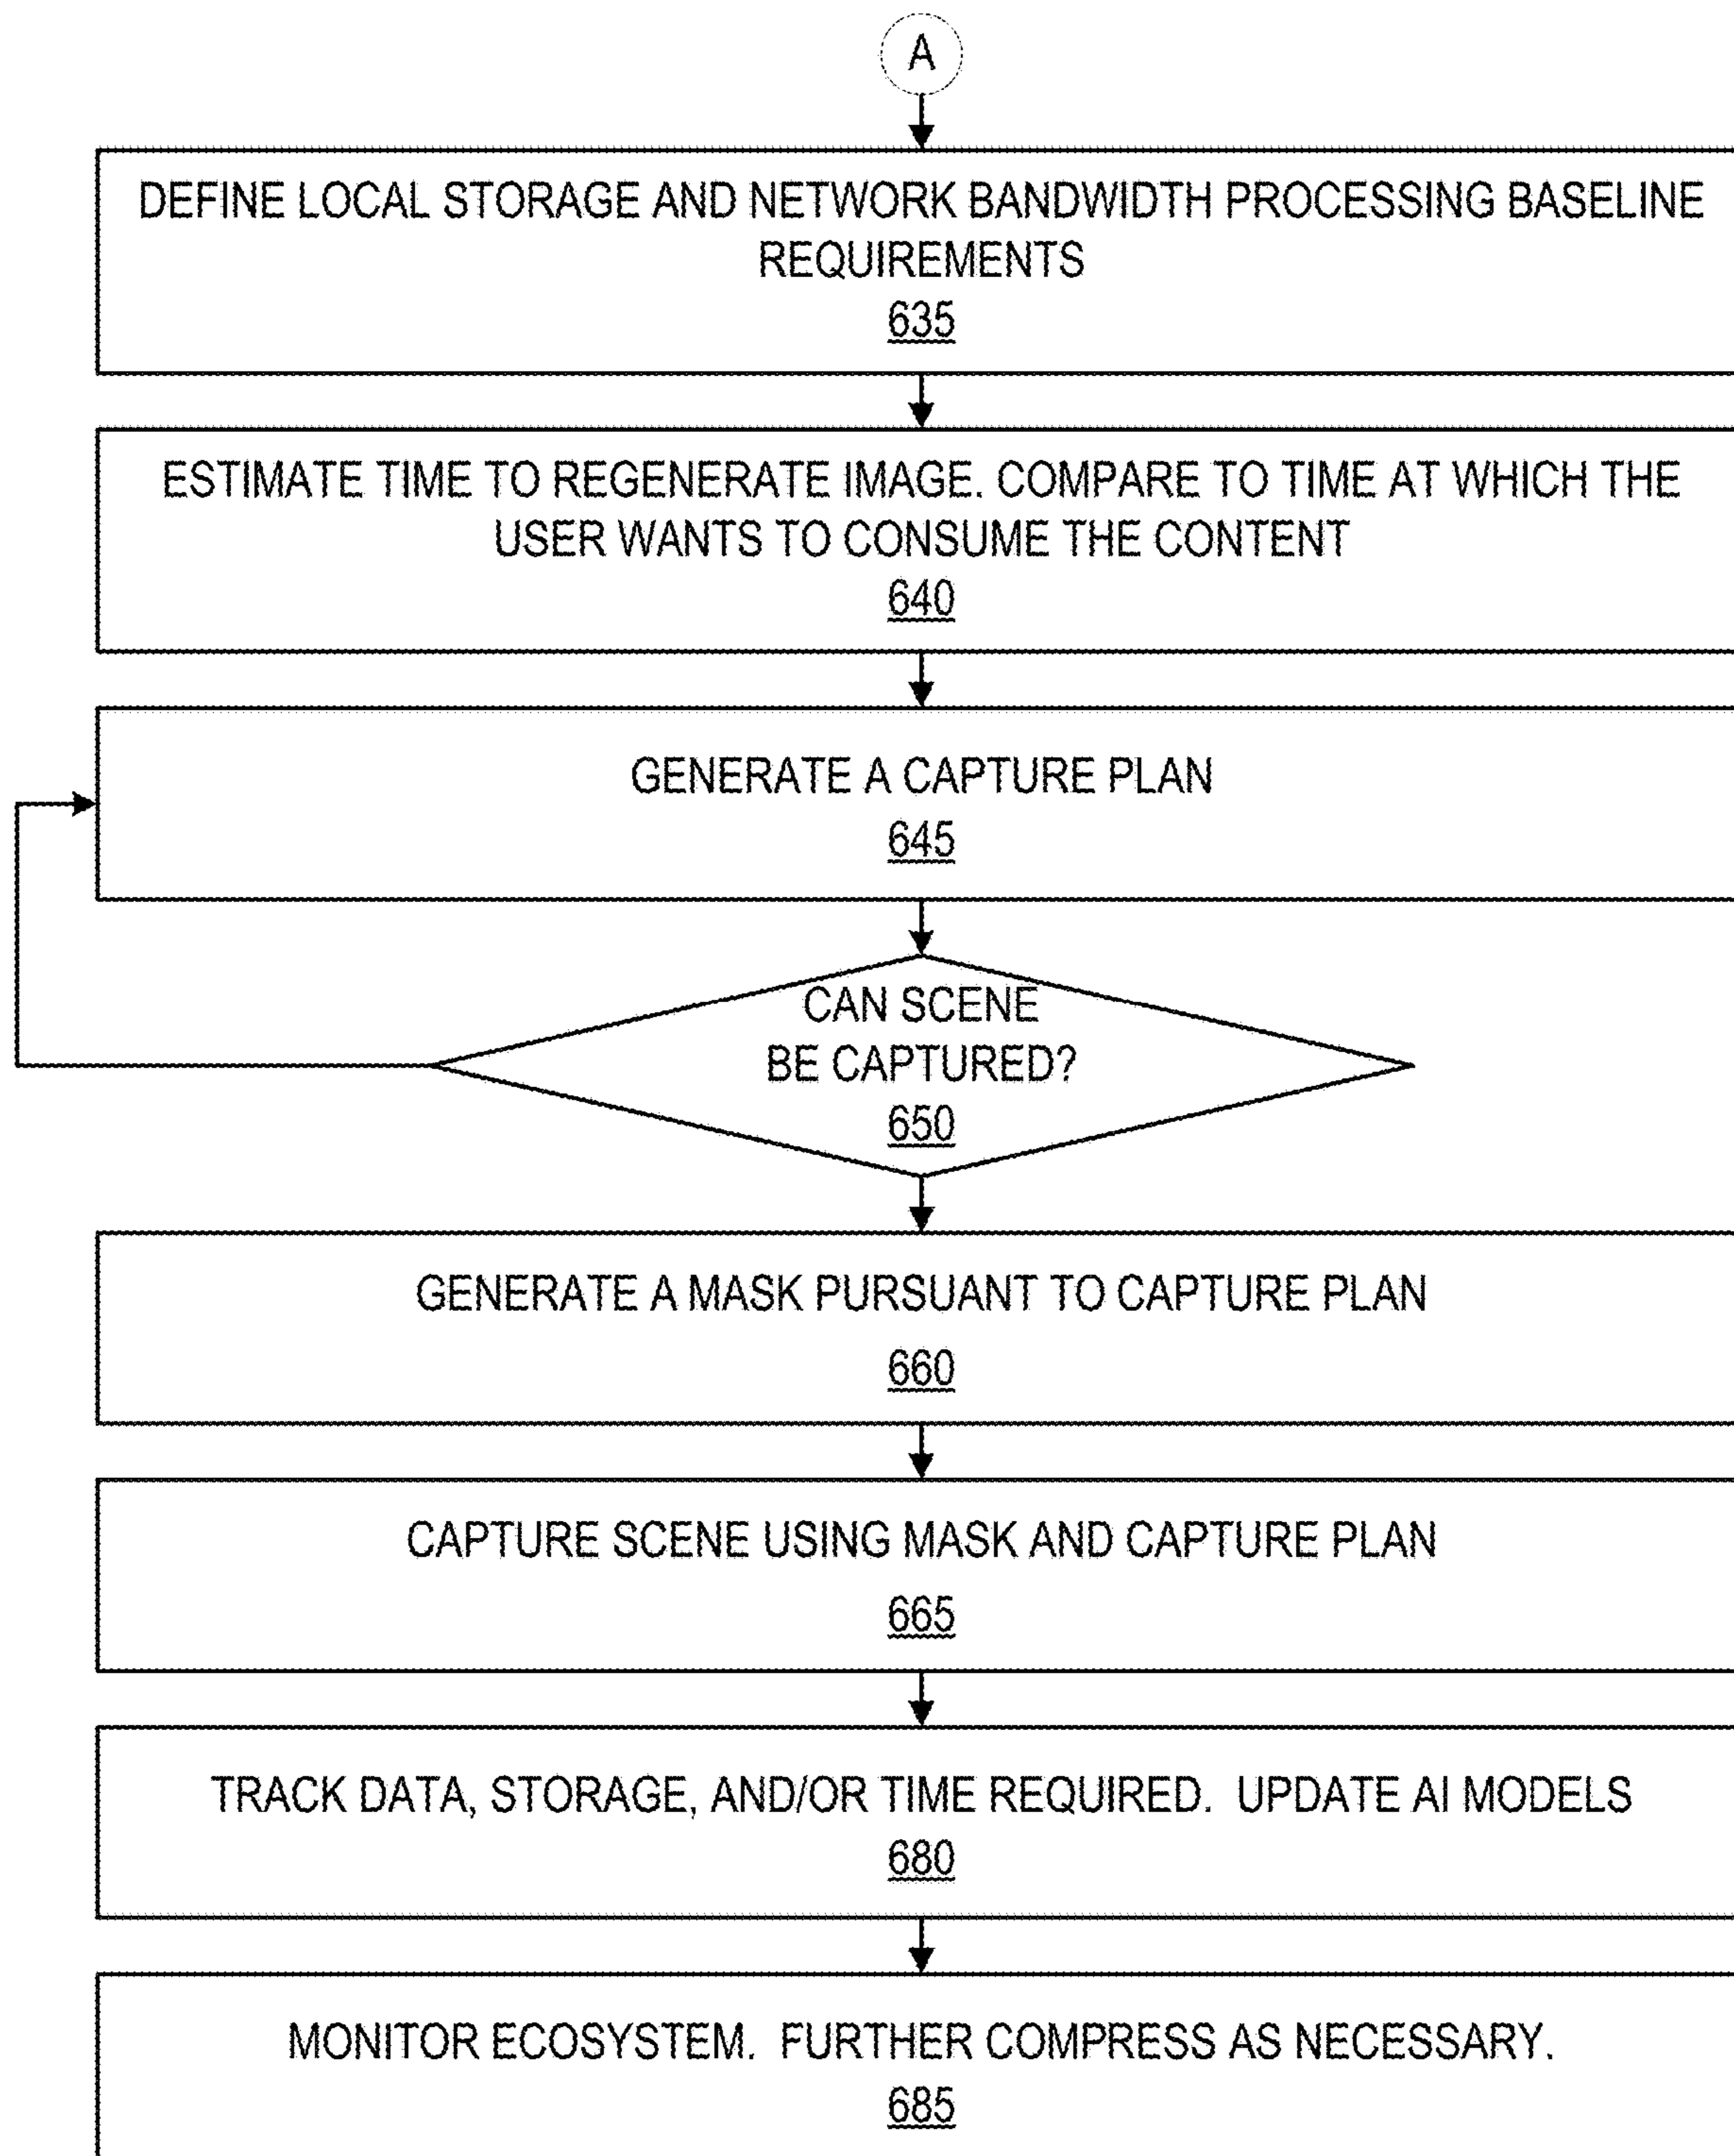 A
DEFINE LOCAL STORAGE AND NETWORK BANDWIDTH PROCESSING BASELINE
REQUIREMENTS
635
ESTIMATE TIME TO REGENERATE IMAGE. COMPARE TO TIME AT WHICH THE
USER WANTS TO CONSUME THE CONTENT
640
GENERATE A CAPTURE PLAN
645
CAN SCENE
BE CAPTURED?
650
GENERATE A MASK PURSUANT TO CAPTURE PLAN
660
CAPTURE SCENE USING MASK AND CAPTURE PLAN
665
TRACK DATA, STORAGE, AND/OR TIME REQUIRED. UPDATE AI MODELS
680
MONITOR ECOSYSTEM. FURTHER COMPRESS AS NECESSARY.
685